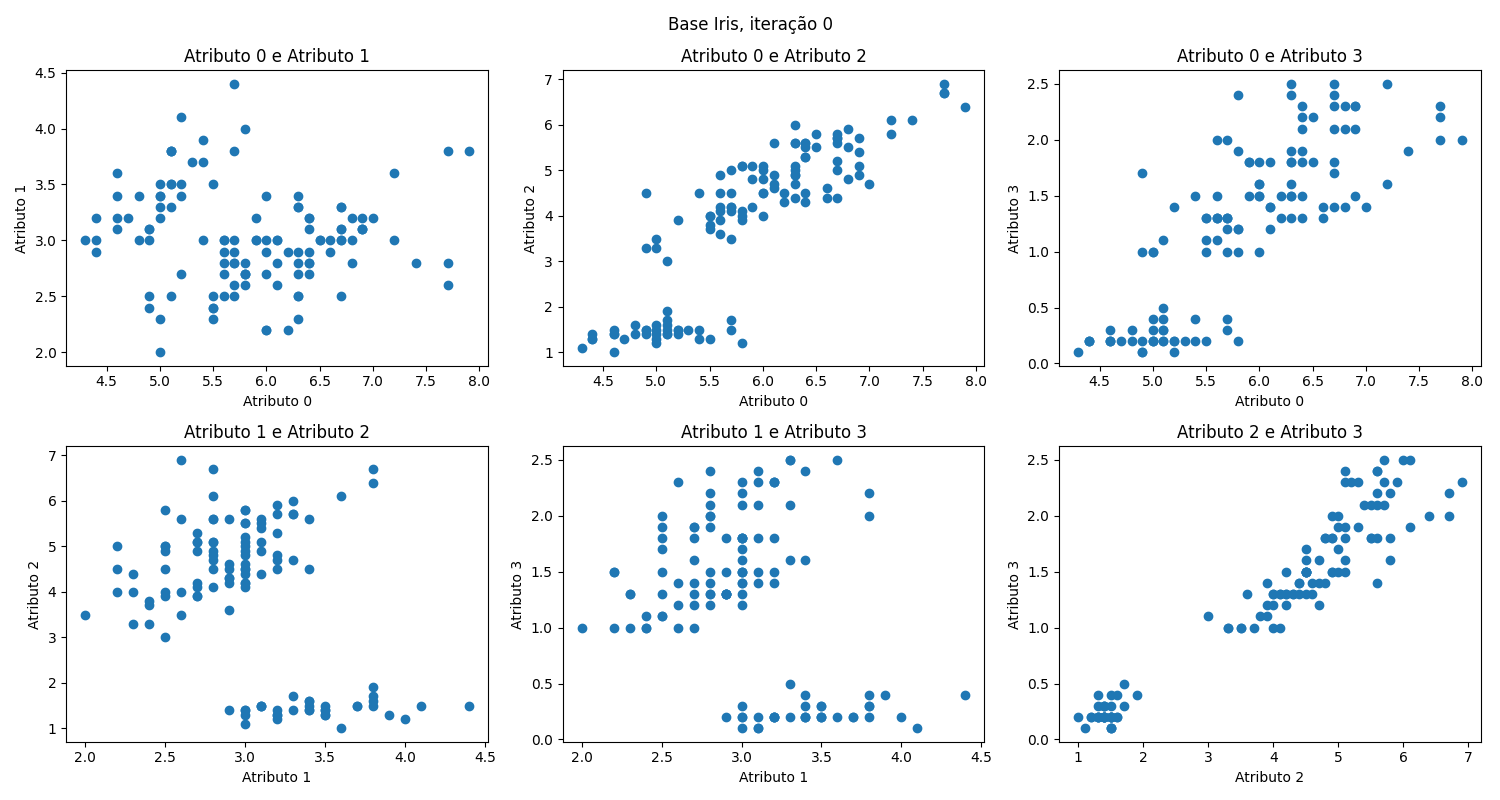 Base Iris, iteração 0
Atributo 0 e Atributo 1
4.5
4.0
3.5
3.0
2.5
2.0
Atributo 1
4.5 5.0 5.5 6.0 6.5 7.0 7.5 8.0
Atributo 0
Atributo 0 e Atributo 2
7
6
5
4
3
2
1
Atributo 2
4.5 5.0 5.5 6.0 6.5 7.0 7.5 8.0
Atributo 0
Atributo 0 e Atributo 3
2.5
2.0
1.5
1.0
0.5
0.0
Atributo 3
4.5 5.0 5.5 6.0 6.5 7.0 7.5 8.0
Atributo 0
Atributo 1 e Atributo 2
7
6
5
4
3
2
1
Atributo 2
2.0 2.5 3.0 3.5 4.0 4.5
Atributo 1
Atributo 1 e Atributo 3
2.5
2.0
1.5
1.0
0.5
0.0
Atributo 3
2.0 2.5 3.0 3.5 4.0 4.5
Atributo 1
Atributo 2 e Atributo 3
2.5
2.0
1.5
1.0
0.5
0.0
Atributo 3
1 2 3 4 5 6 7
Atributo 2